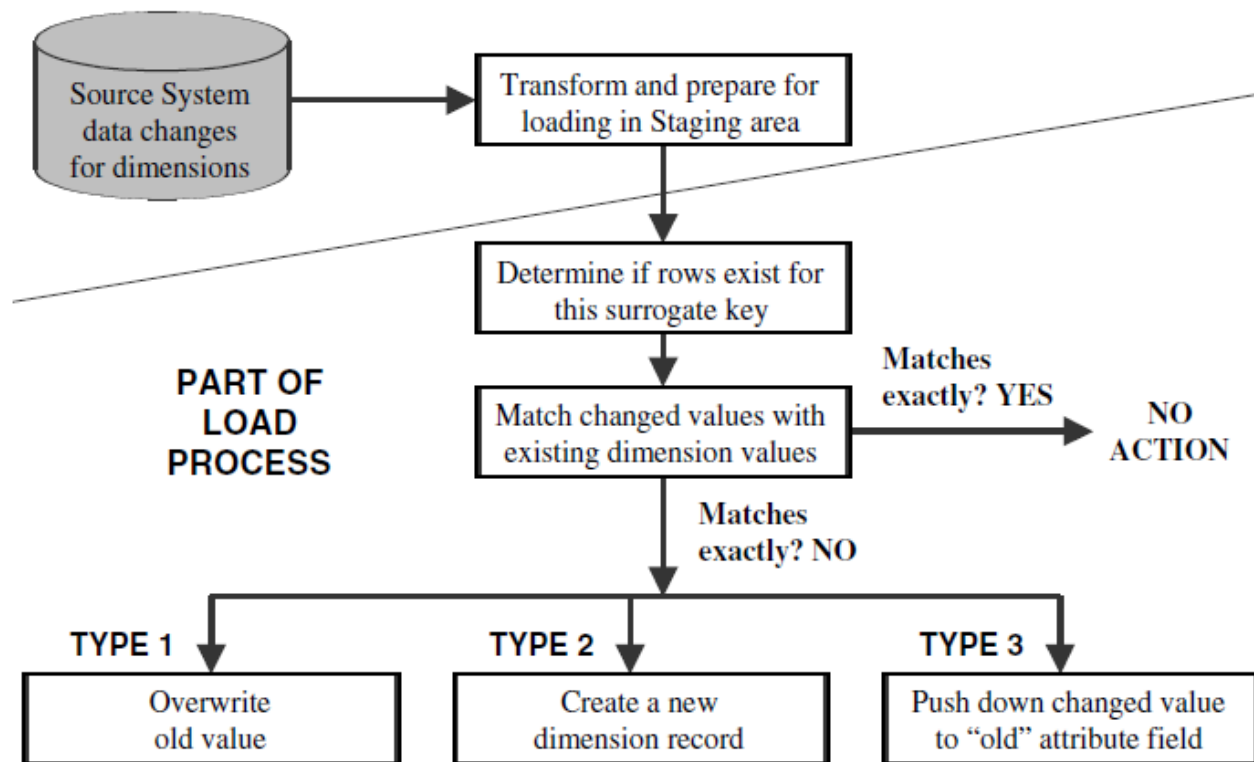 Source System
data changes
for dimensions
Transform and prepare for
loading in Staging area
Determine if rows exist for
this surrogate key
PART OF
LOAD
PROCESS
Match changed values with
existing dimension values
Matches
exactly? YES
NO
ACTION
Matches
exactly? NO
TYPE 1
Overwrite
old value
TYPE 2
Create a new
dimension record
TYPE 3
Push down changed value
to “old” attribute field